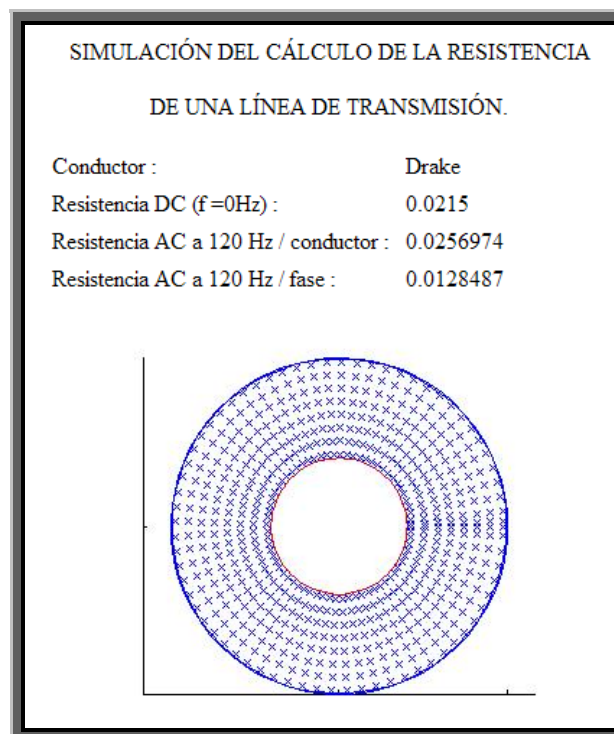 SIMULACIÓN DEL CÁLCULO DE LA RESISTENCIA
DE UNA LÍNEA DE TRANSMISIÓN.
Conductor : Drake
Resistencia DC (f =0Hz) : 0.0215
Resistencia AC a 120 Hz / conductor : 0.0256974
Resistencia AC a 120 Hz / fase : 0.0128487